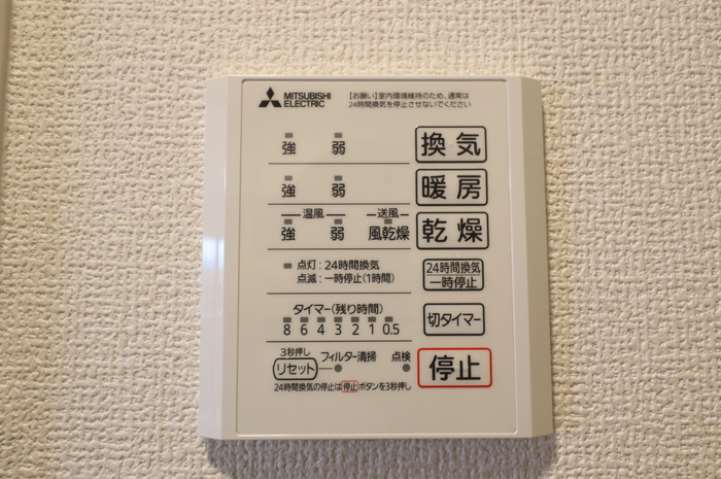 MITSUBISHI
ELECTRIC
【お願い】室内環境維持のため、通常は
24時間換気を停止させないでください
強 弱 換気
強 弱 暖房
温風 送風
強 弱 風乾燥 乾燥
点灯:24時間換気
点滅:一時停止(1時間)
24時間換気
一時停止
タイマー(残り時間)
8 6 4 3 2 1 0.5
切タイマー
3秒押し
リセット フィルター清掃 点検
停止
24時間換気の停止は停止ボタンを3秒押し